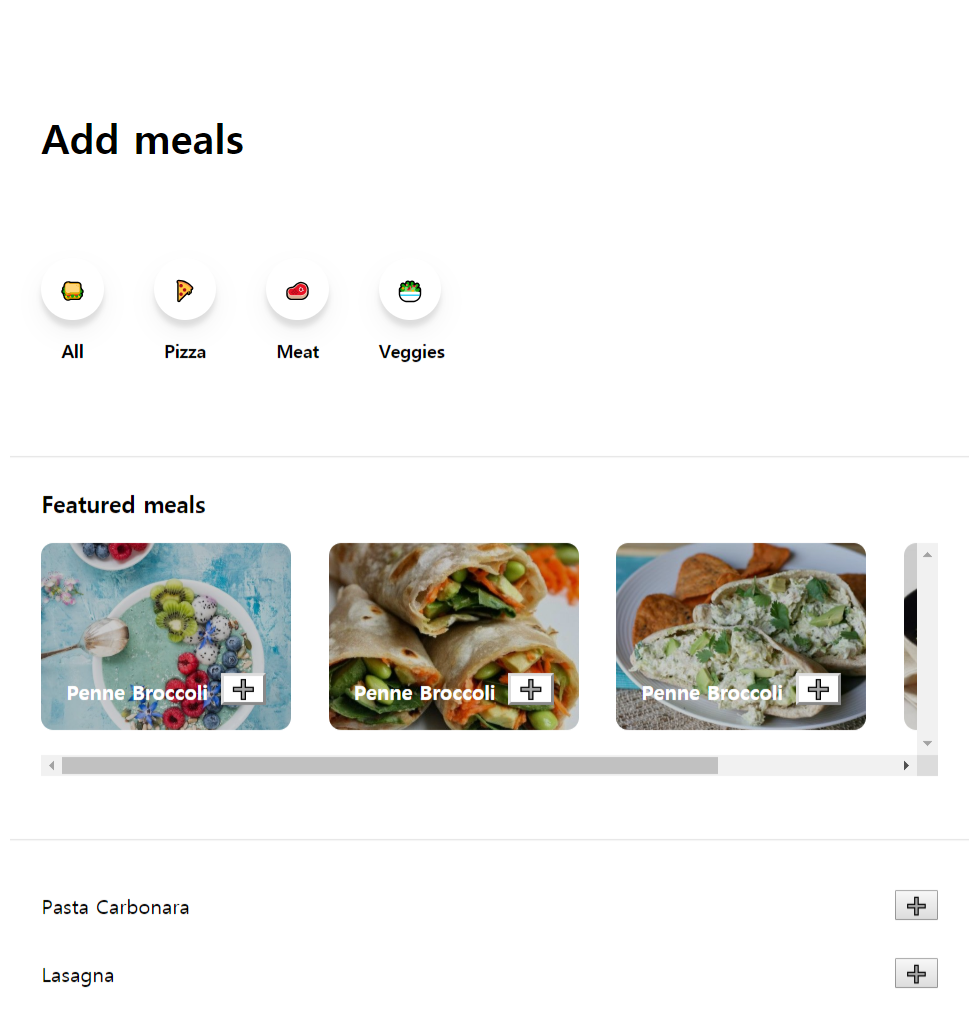 Add meals
All Pizza Meat Veggies
Featured meals
Penne Broccoli Penne Broccoli Penne Broccoli
Pasta Carbonara
Lasagna